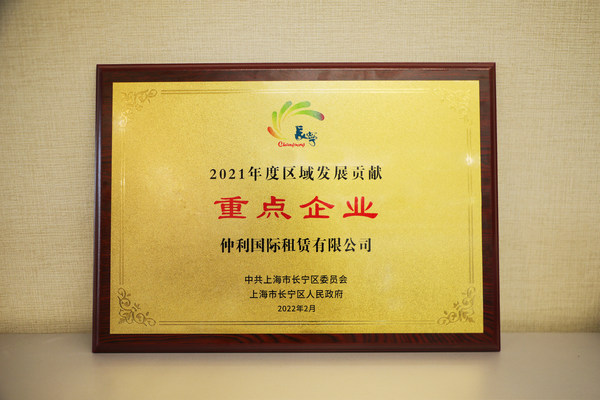 长宁
Changning
2021年度区域发展贡献
重点企业
仲利国际租赁有限公司
中共上海市长宁区委员会
上海市长宁区人民政府
2022年2月